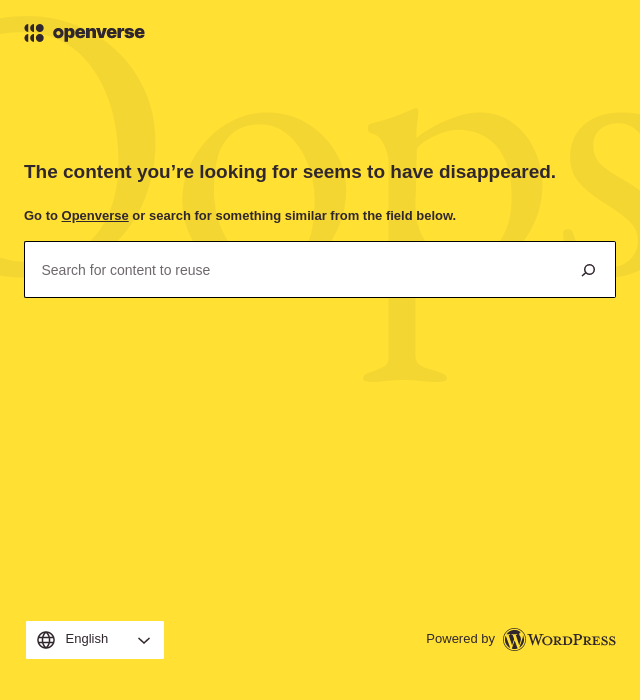 openverse
Oops
The content you’re looking for seems to have disappeared.
Go to Openverse or search for something similar from the field below.
Search for content to reuse
English
Powered by WORDPRESS